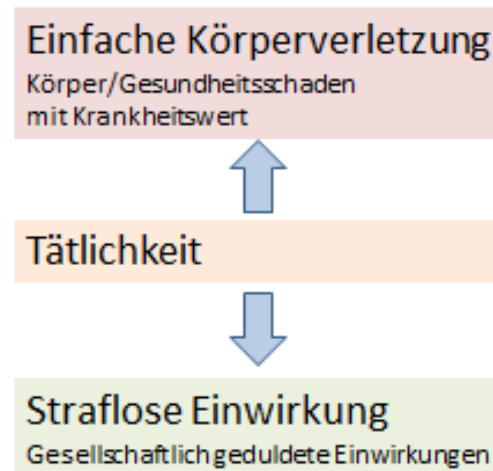 Einfache Körperverletzung
Körper/Gesundheitsschaden
mit Krankheitswert
Tätlichkeit
Straflose Einwirkung
Gesellschaftlich geduldete Einwirkungen